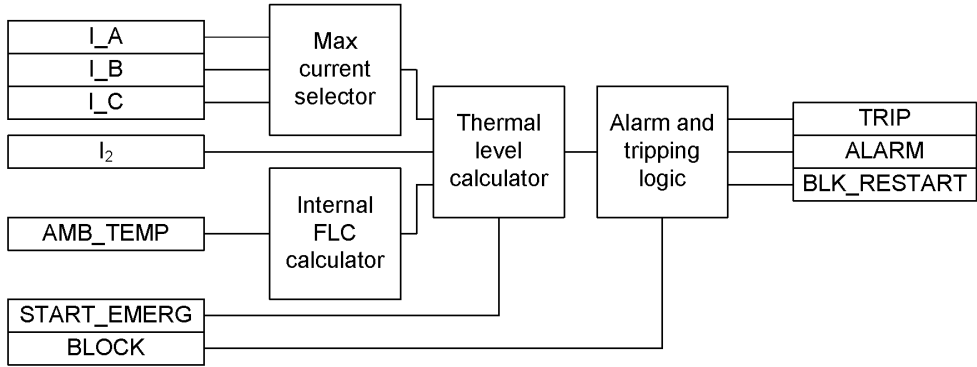 I_A
I_B
I_C
I₂
AMB_TEMP
START_EMERG
BLOCK
Max
current
selector
Internal
FLC
calculator
Thermal
level
calculator
Alarm and
tripping
logic
TRIP
ALARM
BLK_RESTART